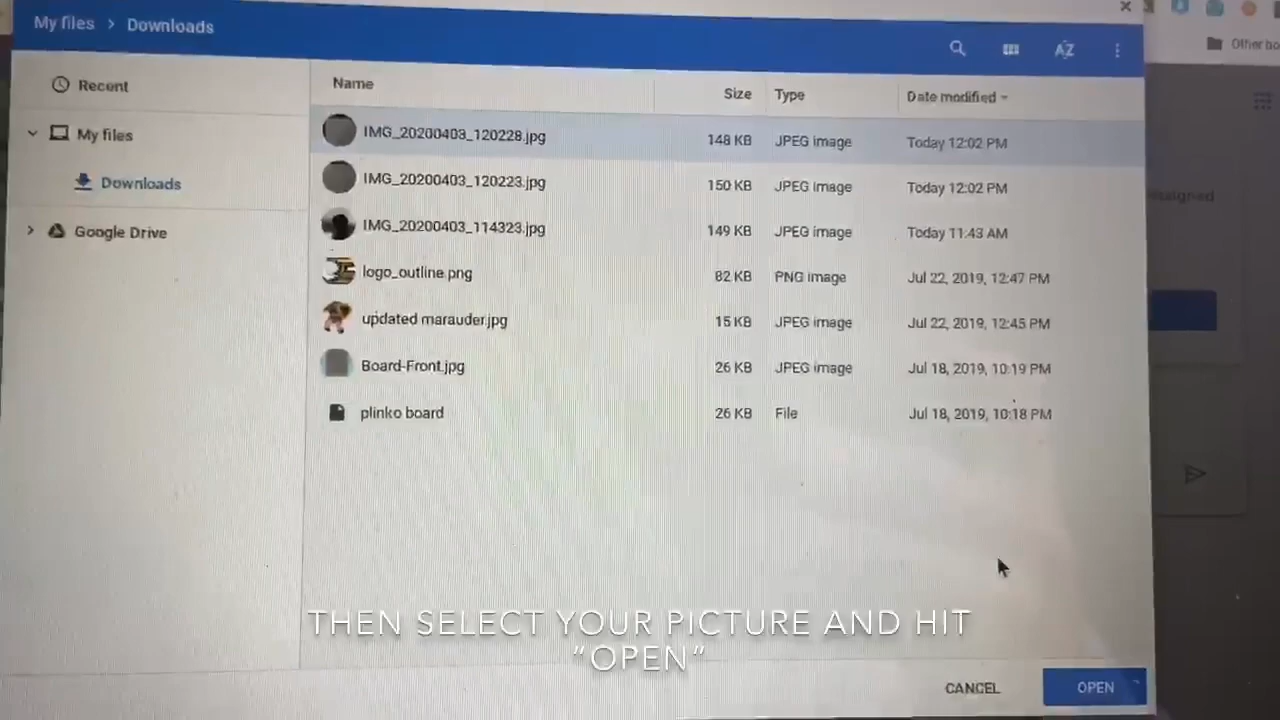 My files > Downloads
Other bo
Recent
My files
Downloads
Google Drive
Name Size Type Date modified
IMG_20200403_120228.jpg 148 KB JPEG image Today 12:02 PM
IMG_20200403_120223.jpg 150 KB JPEG image Today 12:02 PM
IMG_20200403_114323.jpg 149 KB JPEG image Today 11:43 AM
logo_outline.png 82 KB PNG image Jul 22, 2019, 12:47 PM
updated marauder.jpg 15 KB JPEG image Jul 22, 2019, 12:45 PM
Board-Front.jpg 26 KB JPEG image Jul 18, 2019, 10:19 PM
plinko board 26 KB File Jul 18, 2019, 10:18 PM
THEN SELECT YOUR PICTURE AND HIT
"OPEN"
CANCEL OPEN